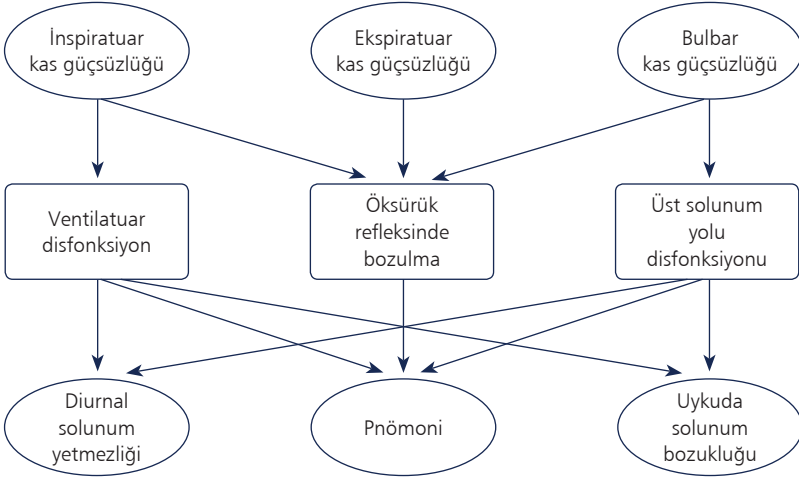 İnspiratuar
kas güçsüzlüğü
Ekspiratuar
kas güçsüzlüğü
Bulbar
kas güçsüzlüğü
Ventilatuar
disfonksiyon
Öksürük
refleksinde
bozulma
Üst solunum
yolu
disfonksiyonu
Diurnal
solunum
yetmezliği
Pnömoni
Uykuda
solunum
bozukluğu